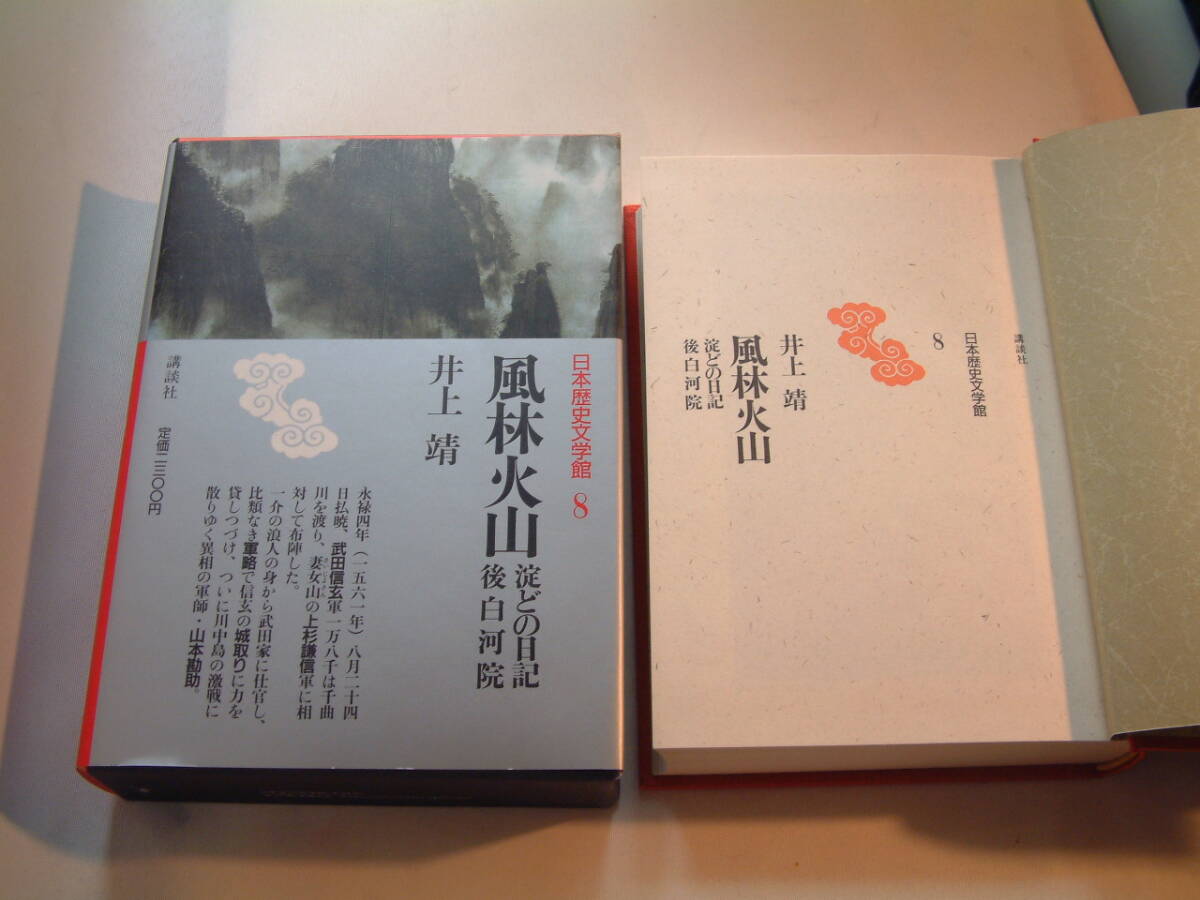 日本歴史文学館 8
風林火山
淀どの日記
後白河院
井上 靖
永禄四年(一五六一年)八月二十四
日払暁、武田信玄軍一万八千は千曲
川を渡り、妻女山の上杉謙信軍に相
対して布陣した。
一介の浪人の身から武田家に仕官し、
比類なき軍略で信玄の城取りに力を
貸しつづけ、ついに川中島の激戦に
散りゆく異相の軍師・山本勘助。
講談社
定価二三〇〇円
講談社
日本歴史文学館
8
井上 靖
風林火山
淀どの日記
後白河院